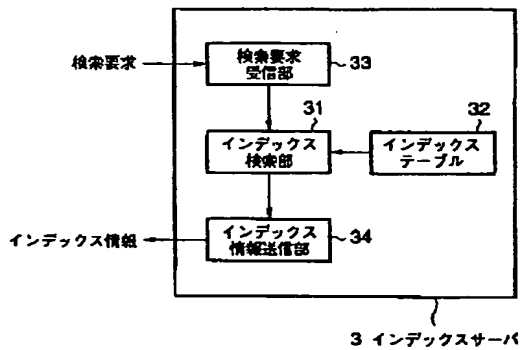 検索要求
検索要求
受信部
33
31
32
インデックス
検索部
インデックス
テーブル
インデックス情報
インデックス
情報送信部
34
3 インデックスサーバ